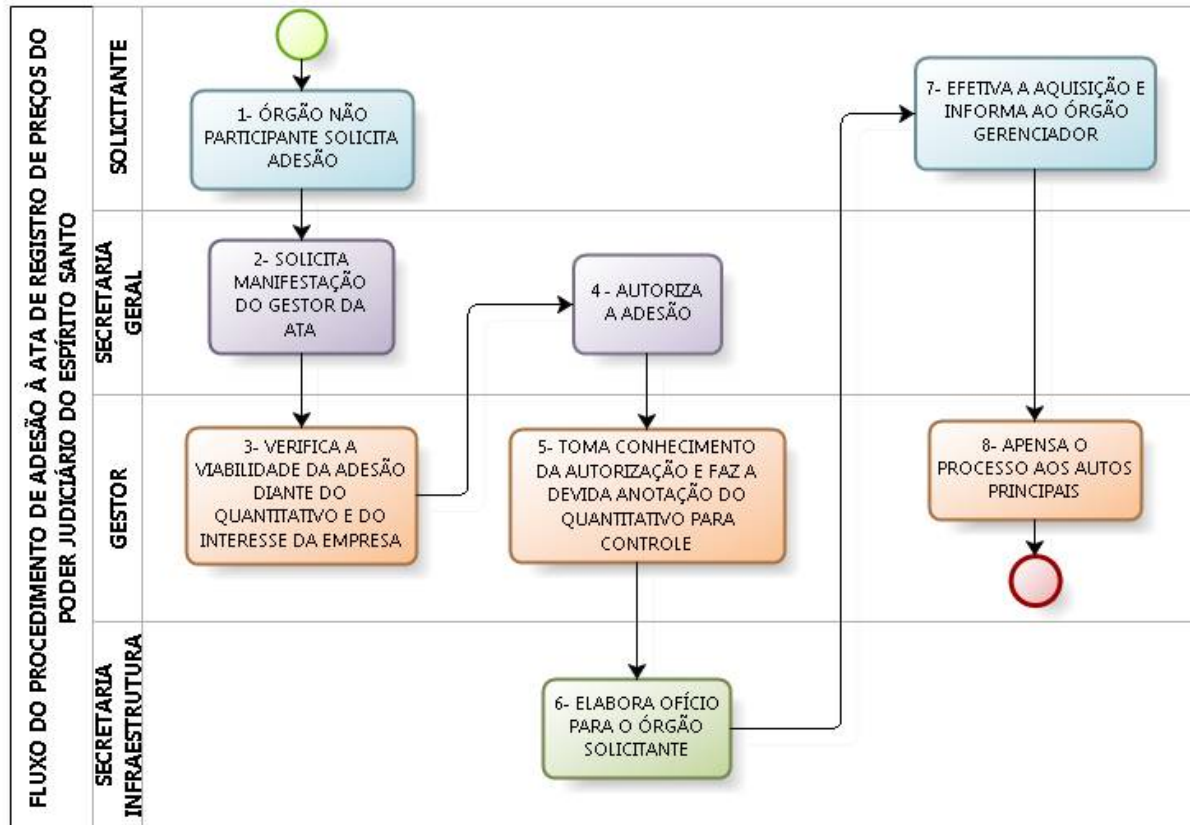 FLUXO DO PROCEDIMENTO DE ADESÃO À ATA DE REGISTRO DE PREÇOS DO
PODER JUDICIÁRIO DO ESPÍRITO SANTO
SOLICITANTE
1- ÓRGÃO NÃO
PARTICIPANTE SOLICITA
ADESÃO
7- EFETIVA A AQUISIÇÃO E
INFORMA AO ÓRGÃO
GERENCIADOR
SECRETARIA
GERAL
2- SOLICITA
MANIFESTAÇÃO
DO GESTOR DA
ATA
4 - AUTORIZA
A ADESÃO
GESTOR
3- VERIFICA A
VIABILIDADE DA ADESÃO
DIANTE DO
QUANTITATIVO E DO
INTERESSE DA EMPRESA
5- TOMA CONHECIMENTO
DA AUTORIZAÇÃO E FAZ A
DEVIDA ANOTAÇÃO DO
QUANTITATIVO PARA
CONTROLE
8- APENSA O
PROCESSO AOS AUTOS
PRINCIPAIS
SECRETARIA
INFRAESTRUTURA
6- ELABORA OFÍCIO
PARA O ÓRGÃO
SOLICITANTE